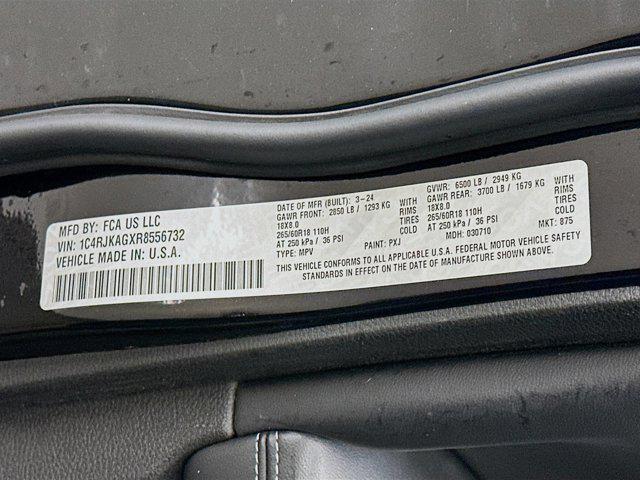 MFD BY: FCA US LLC
VIN: 1C4RJKAGXR8556732
VEHICLE MADE IN: U.S.A.
DATE OF MFR (BUILT): 3-24
GAWR FRONT: 2850 LB / 1293 KG WITH
18X8.0 RIMS
265/60R18 110H TIRES
AT 250 kPa / 36 PSI COLD
TYPE: MPV PAINT: PXJ
GVWR: 6500 LB / 2949 KG
GAWR REAR: 3700 LB / 1679 KG WITH
18X8.0 RIMS
265/60R18 110H TIRES
AT 250 kPa / 36 PSI COLD
MDH: 030710 MKT: 875
THIS VEHICLE CONFORMS TO ALL APPLICABLE U.S.A. FEDERAL MOTOR VEHICLE SAFETY
STANDARDS IN EFFECT ON THE DATE OF MANUFACTURE SHOWN ABOVE.